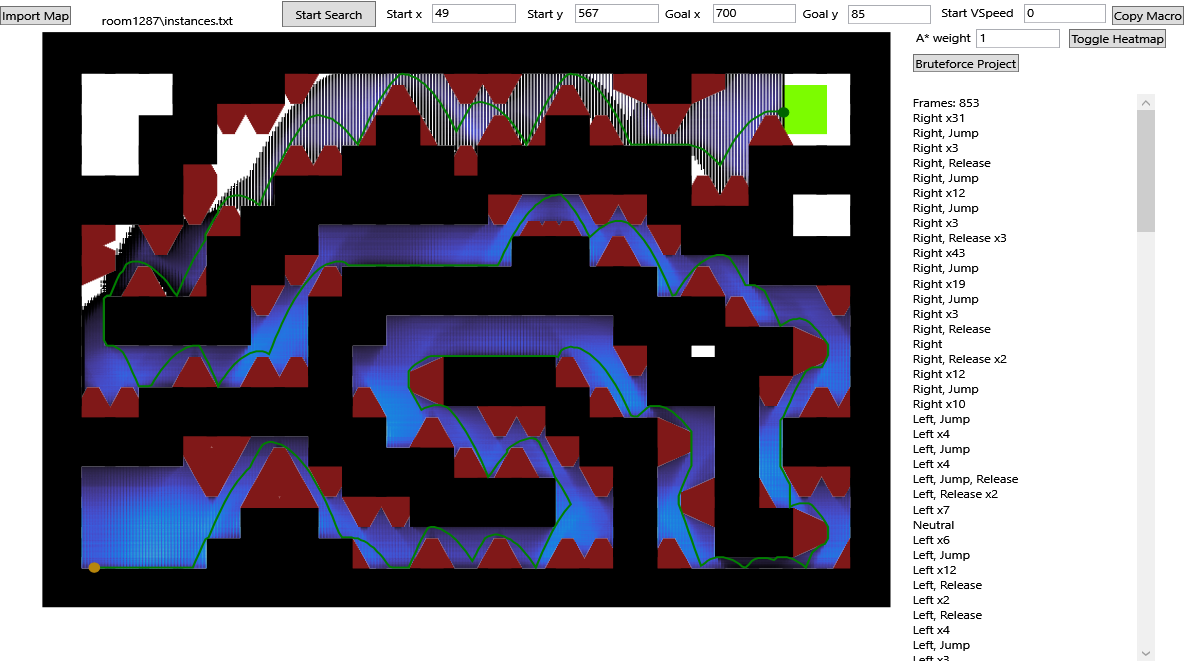 Import Map
room1287\instances.txt
Start Search
Start x 49
Start y 567
Goal x 700
Goal y 85
Start VSpeed 0
Copy Macro
A* weight 1
Toggle Heatmap
Bruteforce Project
Frames: 853
Right x31
Right, Jump
Right x3
Right, Release
Right, Jump
Right x12
Right, Jump
Right x3
Right, Release x3
Right x43
Right, Jump
Right x19
Right, Jump
Right x3
Right, Release
Right
Right, Release x2
Right x12
Right, Jump
Right x10
Left, Jump
Left x4
Left, Jump
Left x4
Left, Jump, Release
Left, Release x2
Left x7
Neutral
Left x6
Left, Jump
Left x12
Left, Release
Left x2
Left, Release
Left x4
Left, Jump
Left x3